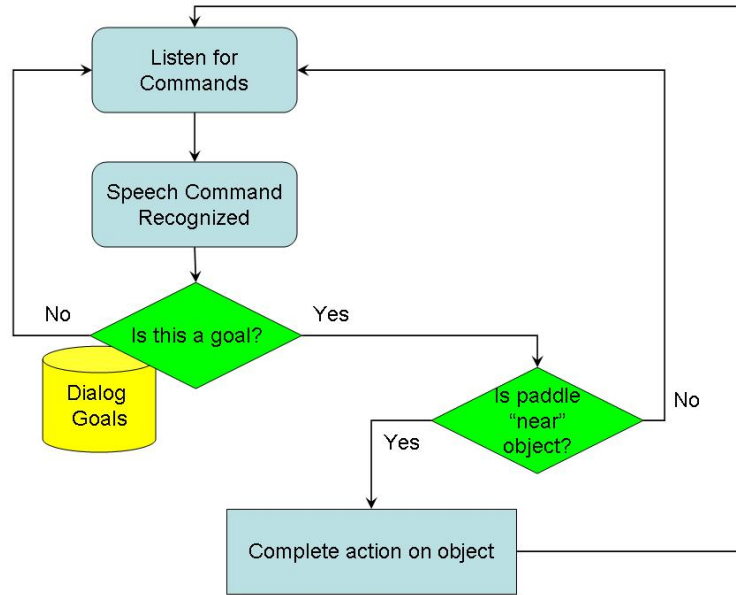 Listen for
Commands
Speech Command
Recognized
No
Is this a goal?
Yes
Dialog
Goals
Is paddle
“near”
object?
No
Yes
Complete action on object